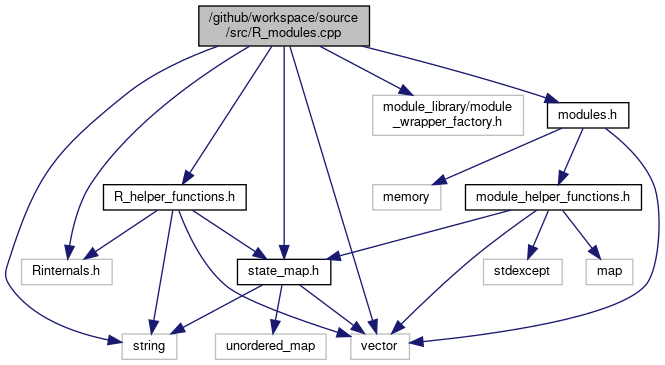 /github/workspace/source
/src/R_modules.cpp
module_library/module
_wrapper_factory.h
modules.h
R_helper_functions.h
memory
module_helper_functions.h
Rinternals.h
state_map.h
stdexcept
map
string
unordered_map
vector